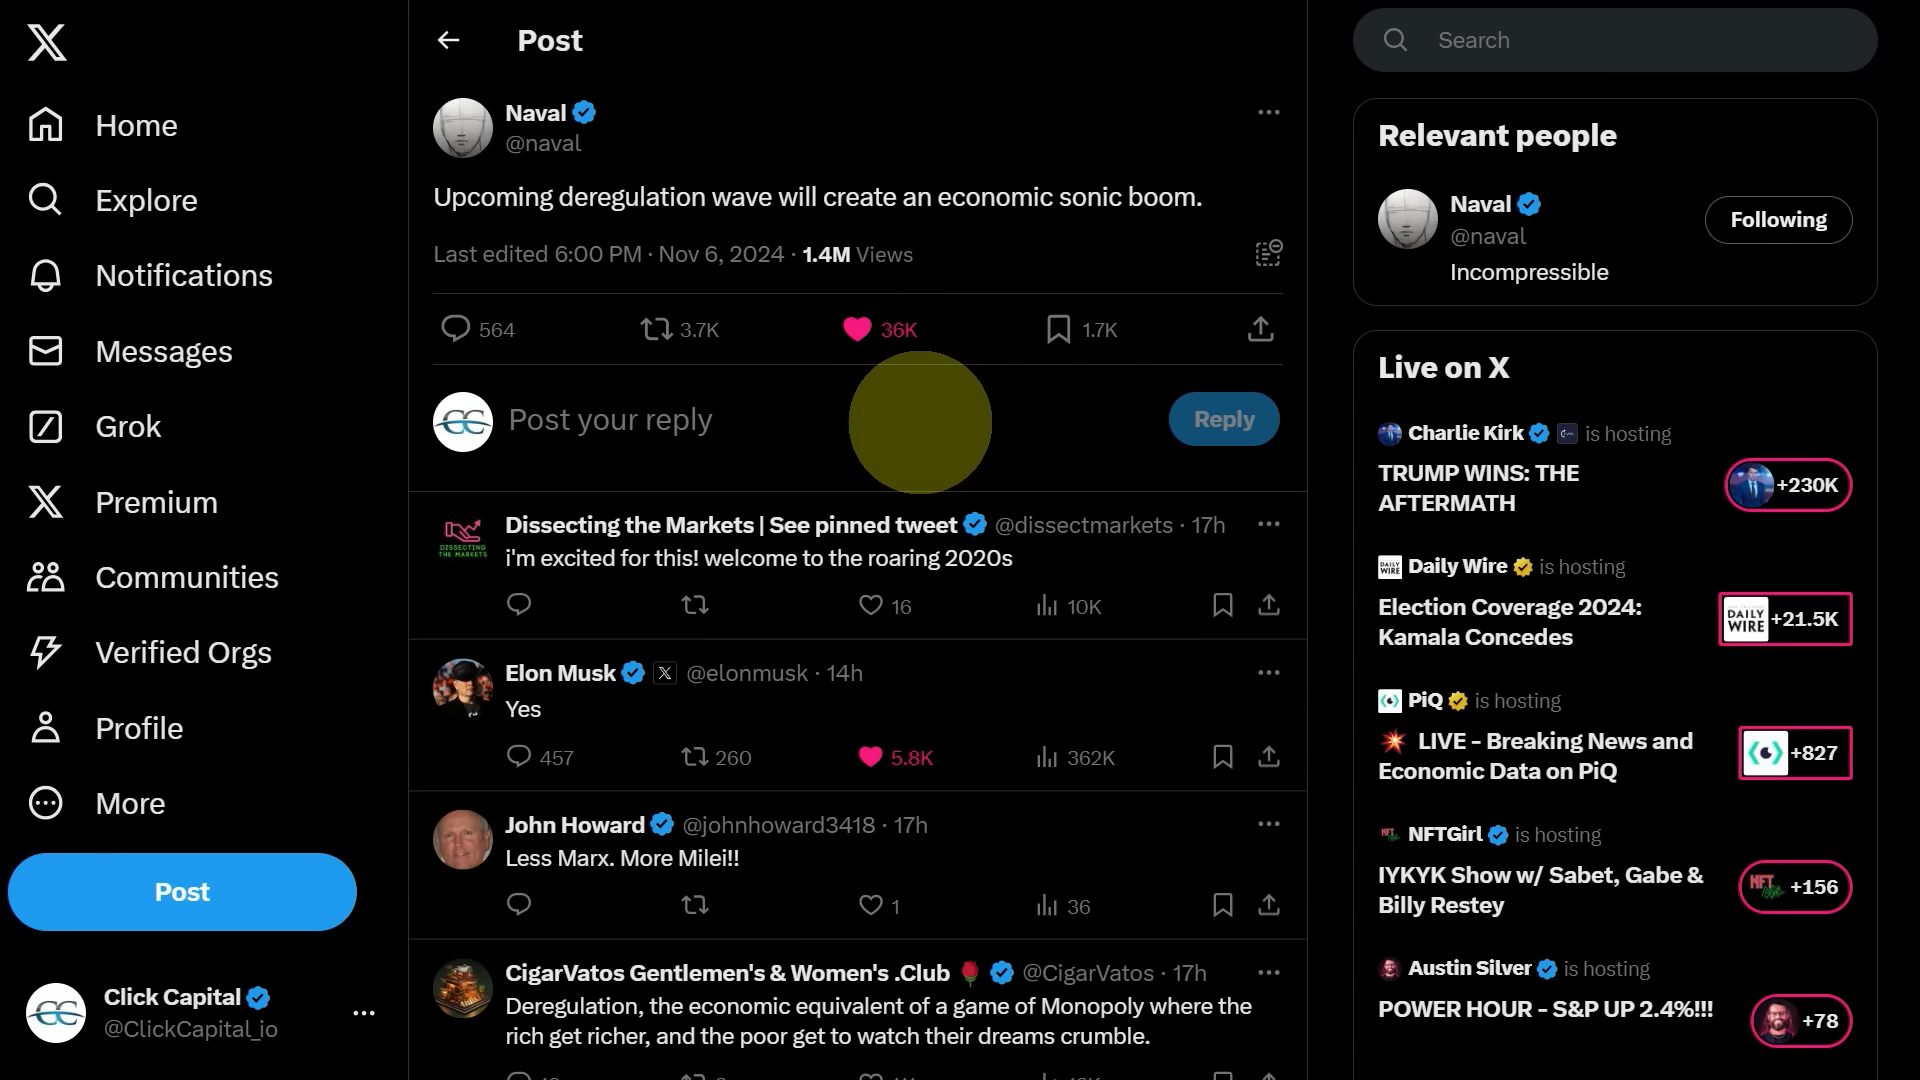 Home
Explore
Notifications
Messages
Grok
Premium
Communities
Verified Orgs
Profile
More
Post
Click Capital
@ClickCapital_io
Post
Naval
@naval
Upcoming deregulation wave will create an economic sonic boom.
Last edited 6:00 PM · Nov 6, 2024 · 1.4M Views
564 3.7K 36K 1.7K
Post your reply
Reply
Dissecting the Markets | See pinned tweet @dissectmarkets · 17h
DISSECTING
THE MARKETS
i'm excited for this! welcome to the roaring 2020s
16 10K
Elon Musk @elonmusk · 14h
Yes
457 260 5.8K 362K
John Howard @johnhoward3418 · 17h
Less Marx. More Milei!!
1 36
CigarVatos Gentlemen's & Women's .Club @CigarVatos · 17h
Deregulation, the economic equivalent of a game of Monopoly where the
rich get richer, and the poor get to watch their dreams crumble.
Search
Relevant people
Naval
@naval
Following
Incompressible
Live on X
Charlie Kirk is hosting
TRUMP WINS: THE
AFTERMATH
+230K
Daily Wire is hosting
Election Coverage 2024:
Kamala Concedes
DAILY
WIRE
+21.5K
PiQ is hosting
💥 LIVE - Breaking News and
Economic Data on PiQ
+827
NFTGirl is hosting
IYKYK Show w/ Sabet, Gabe &
Billy Restey
NFT
+156
Austin Silver is hosting
POWER HOUR - S&P UP 2.4%!!!
+78